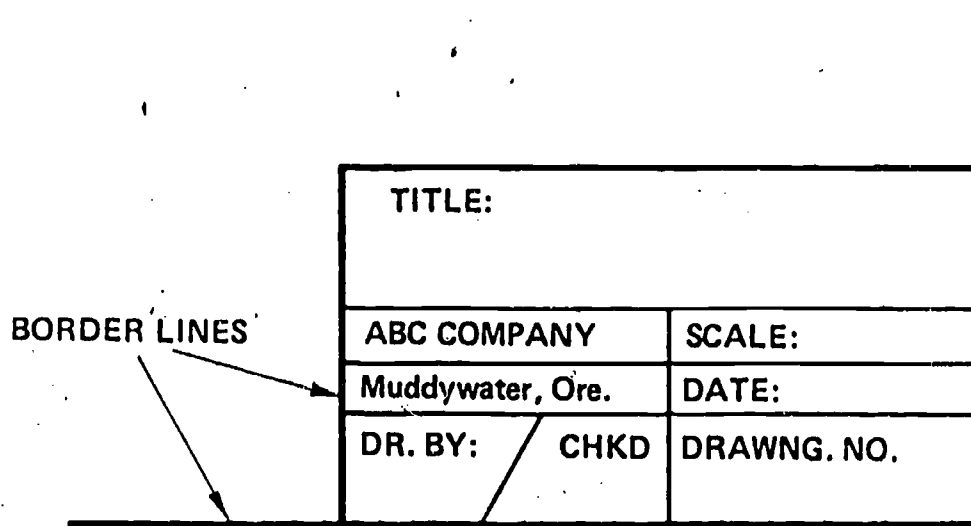 TITLE:
BORDER LINES
ABC COMPANY
SCALE:
Muddywater, Ore.
DATE:
DR. BY:
CHKD
DRAWNG. NO.